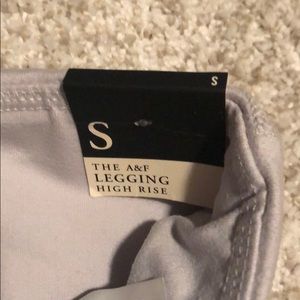 S
S
THE A&F
LEGGING
HIGH RISE